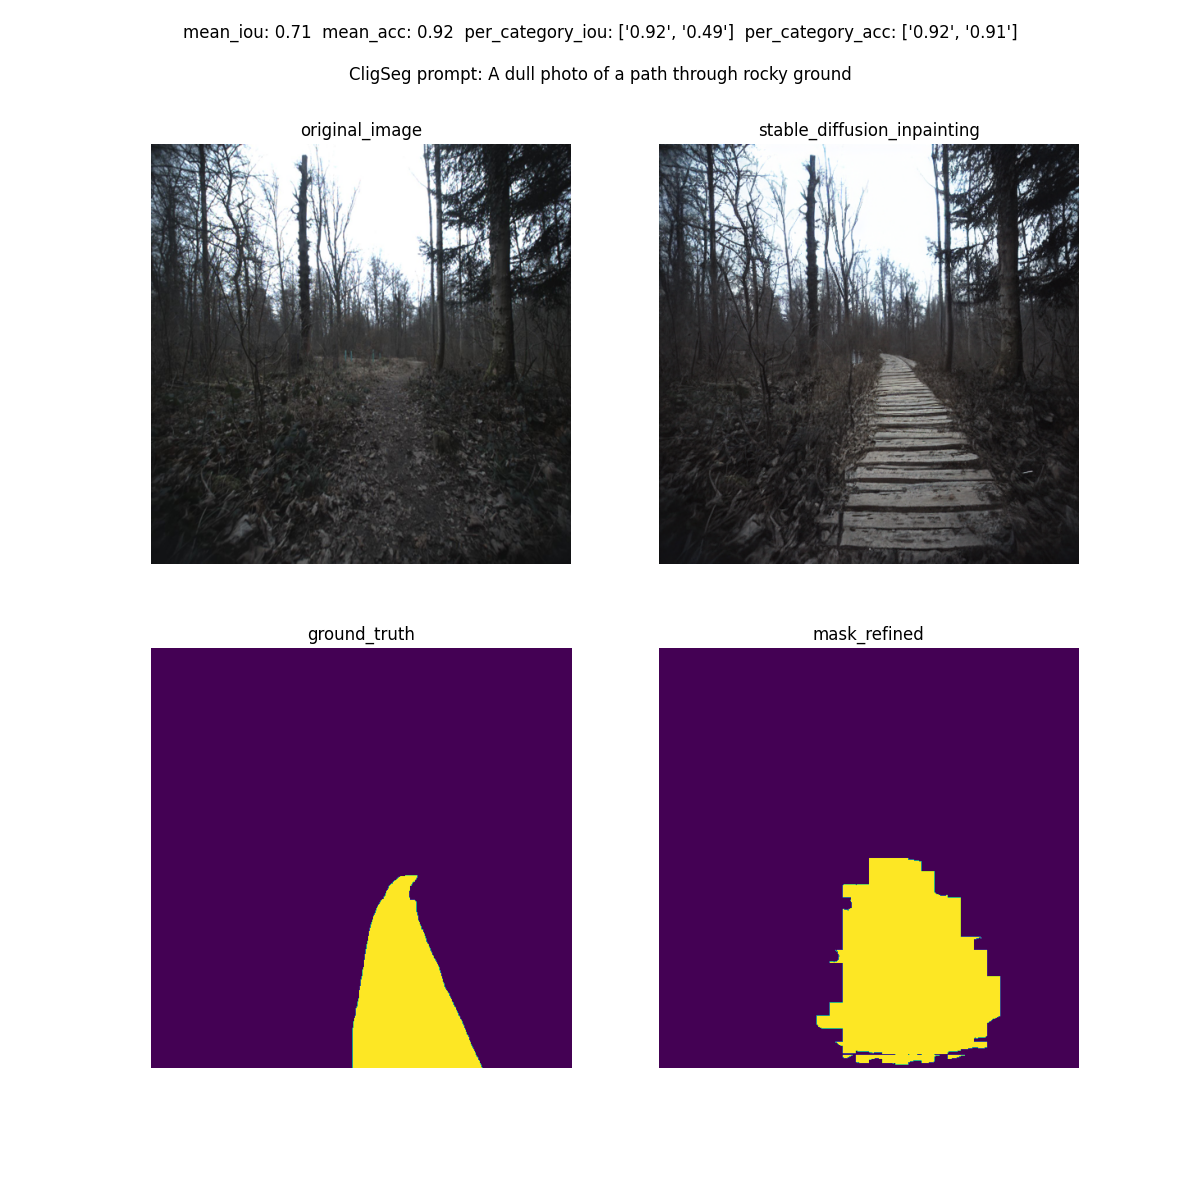 mean_iou: 0.71  mean_acc: 0.92  per_category_iou: ['0.92', '0.49']  per_category_acc: ['0.92', '0.91']
CligSeg prompt: A dull photo of a path through rocky ground
original_image
stable_diffusion_inpainting
ground_truth
mask_refined